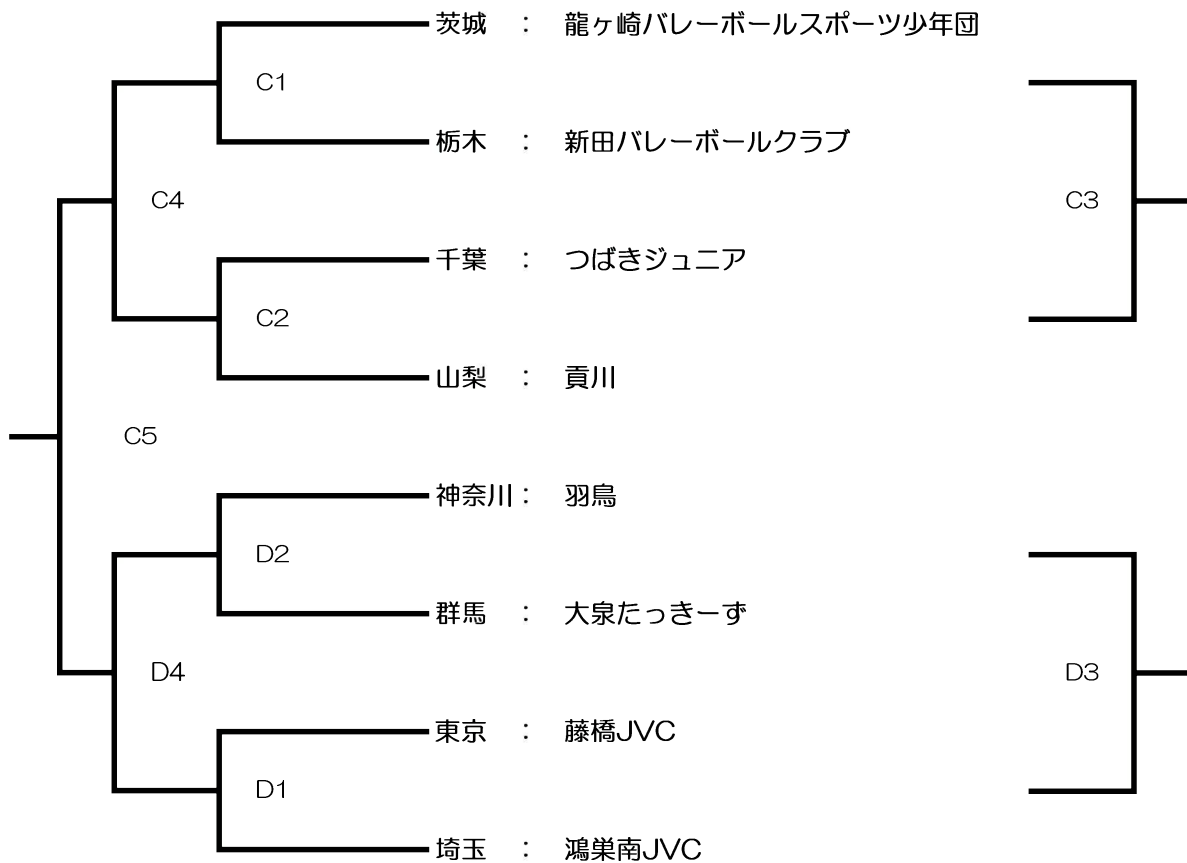 茨城 : 龍ヶ崎バレーボールスポーツ少年団
C1
栃木 : 新田バレーボールクラブ
C4
C3
千葉 : つばきジュニア
C2
山梨 : 貢川
C5
神奈川 : 羽鳥
D2
群馬 : 大泉たっきーず
D4
D3
東京 : 藤橋JVC
D1
埼玉 : 鴻巣南JVC